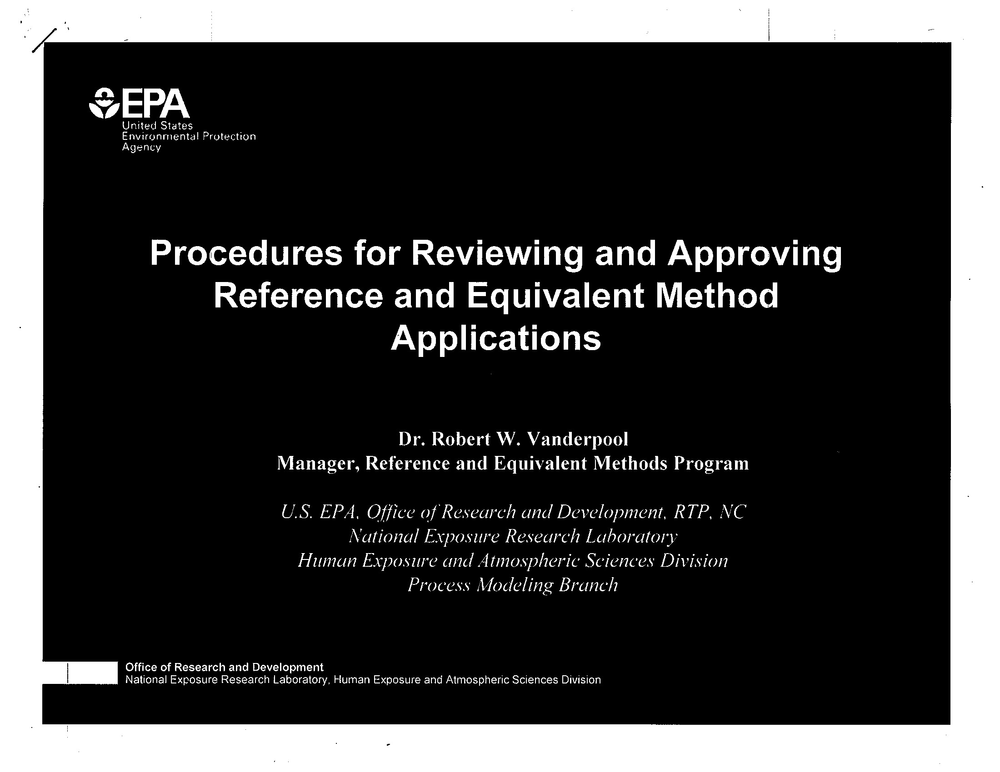 EPA
United States
Environmental Protection
Agency
Procedures for Reviewing and Approving
Reference and Equivalent Method
Applications
Dr. Robert W. Vanderpool
Manager, Reference and Equivalent Methods Program
U.S. EPA, Office of Research and Development, RTP, NC
National Exposure Research Laboratory
Human Exposure and Atmospheric Sciences Division
Process Modeling Branch
Office of Research and Development
National Exposure Research Laboratory, Human Exposure and Atmospheric Sciences Division